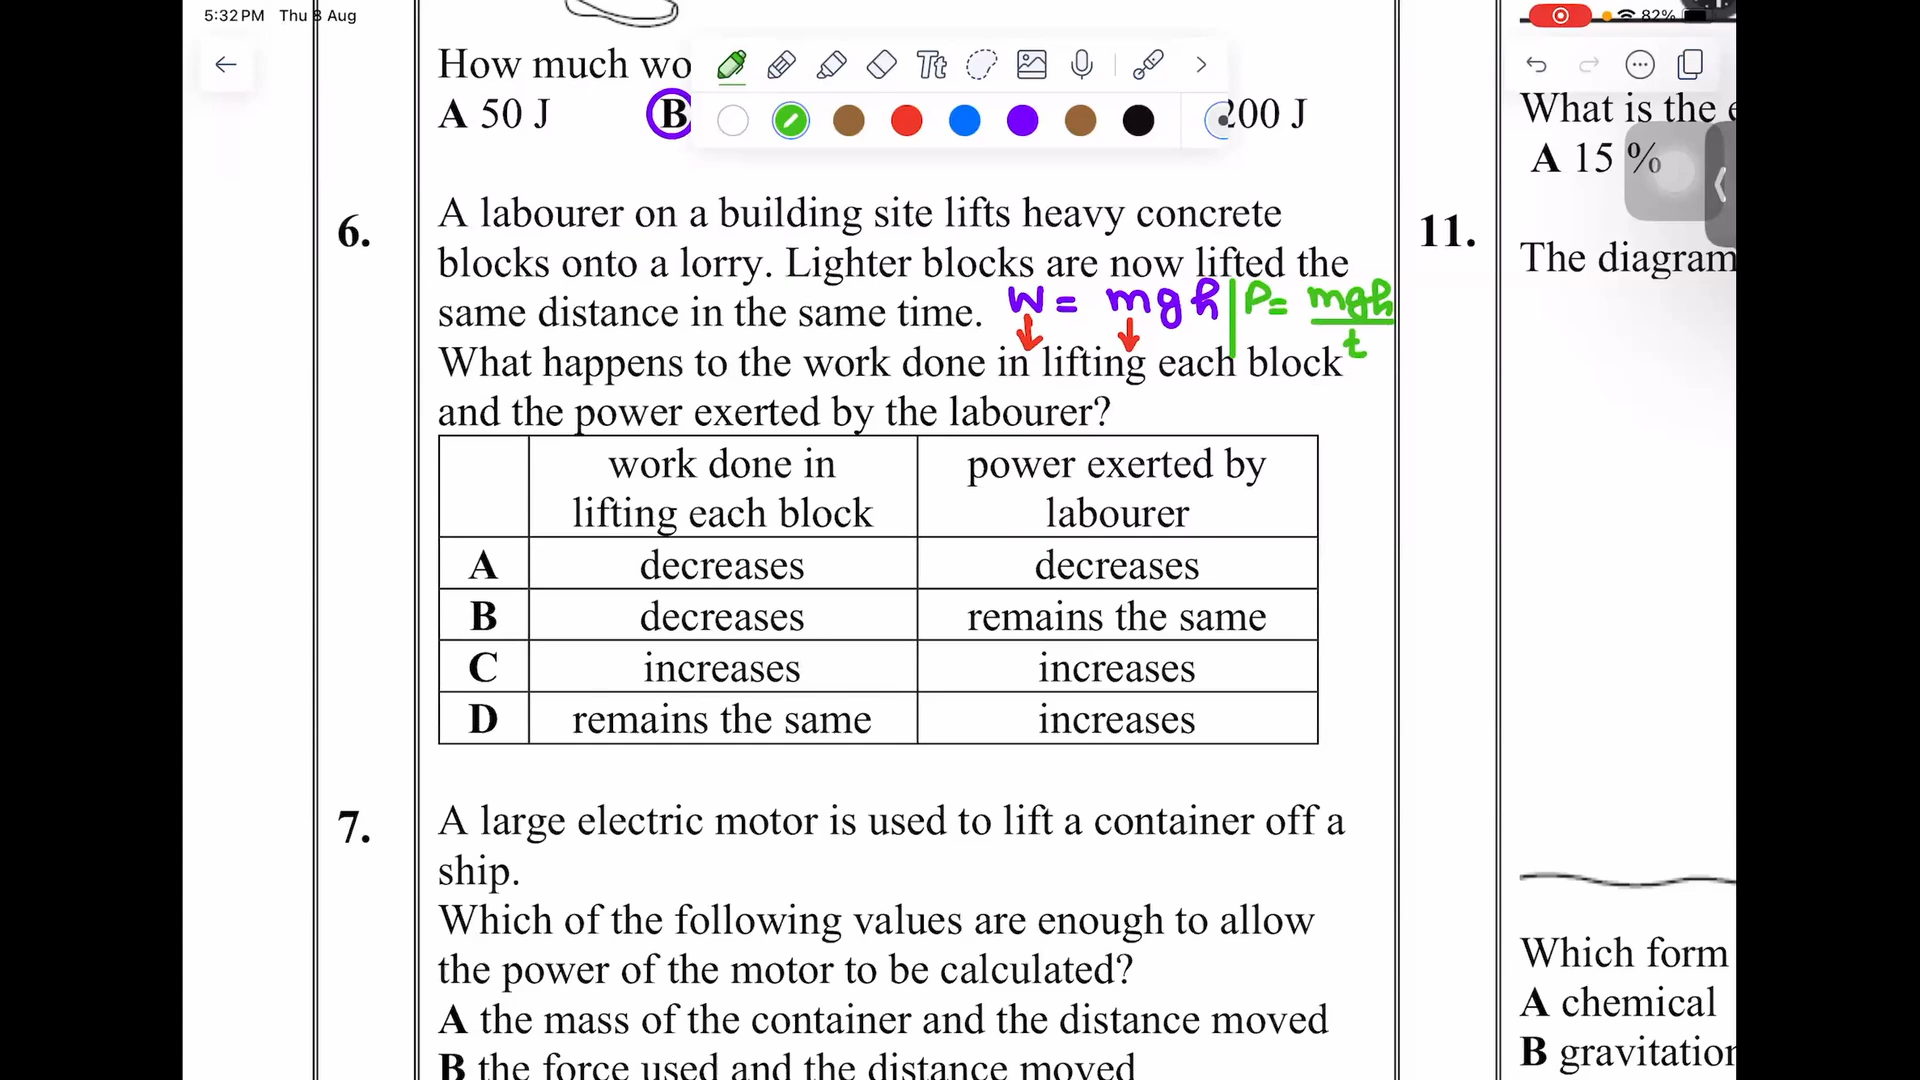 5:32 PM Thu 8 Aug
82%
How much wo
A 50 J B 200 J
Tt
6. A labourer on a building site lifts heavy concrete
blocks onto a lorry. Lighter blocks are now lifted the
same distance in the same time. W = mgh | P = mgh
t
What happens to the work done in lifting each block
and the power exerted by the labourer?
work done in power exerted by
lifting each block labourer
A decreases decreases
B decreases remains the same
C increases increases
D remains the same increases
7. A large electric motor is used to lift a container off a
ship.
Which of the following values are enough to allow
the power of the motor to be calculated?
A the mass of the container and the distance moved
B the force used and the distance moved
What is the
A 15 %
11. The diagram
Which form
A chemical
B gravitation